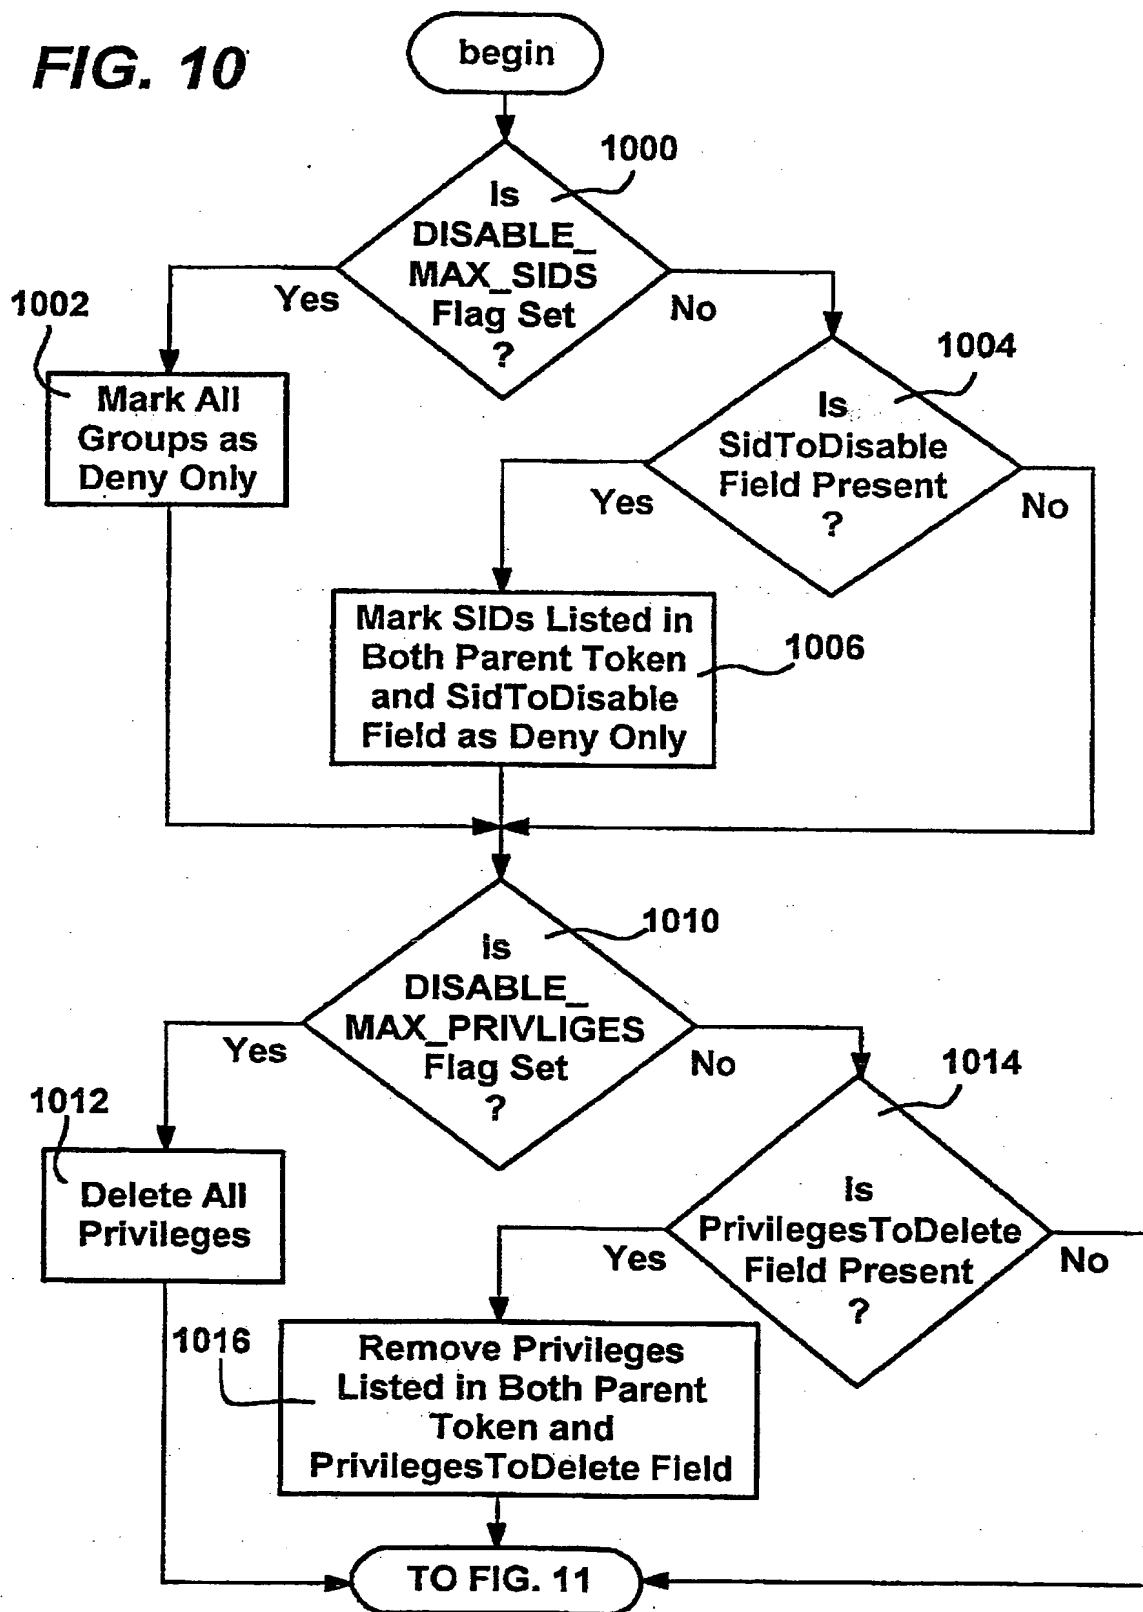 FIG. 10
begin
1000
Is
DISABLE_
MAX_SIDS
Flag Set
?
Yes
No
1002
Mark All
Groups as
Deny Only
1004
Is
SidToDisable
Field Present
?
Yes
No
Mark SIDs Listed in
Both Parent Token
and SidToDisable
Field as Deny Only
1006
1010
is
DISABLE_
MAX_PRIVLIGES
Flag Set
?
Yes
No
1012
Delete All
Privileges
1014
Is
PrivilegesToDelete
Field Present
?
Yes
No
1016
Remove Privileges
Listed in Both Parent
Token and
PrivilegesToDelete Field
TO FIG. 11